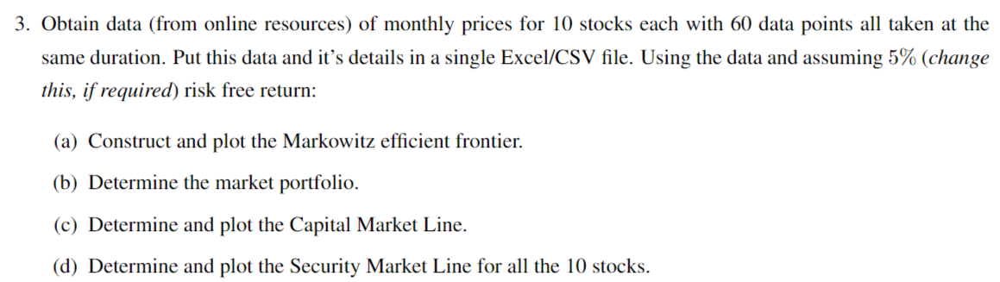 3. Obtain data (from online resources) of monthly prices for 10 stocks each with 60 data points all taken at the
same duration. Put this data and it's details in a single Excel/CSV file. Using the data and assuming 5% (change
this, if required) risk free return:
(a) Construct and plot the Markowitz efficient frontier.
(b) Determine the market portfolio.
(c) Determine and plot the Capital Market Line.
(d) Determine and plot the Security Market Line for all the 10 stocks.